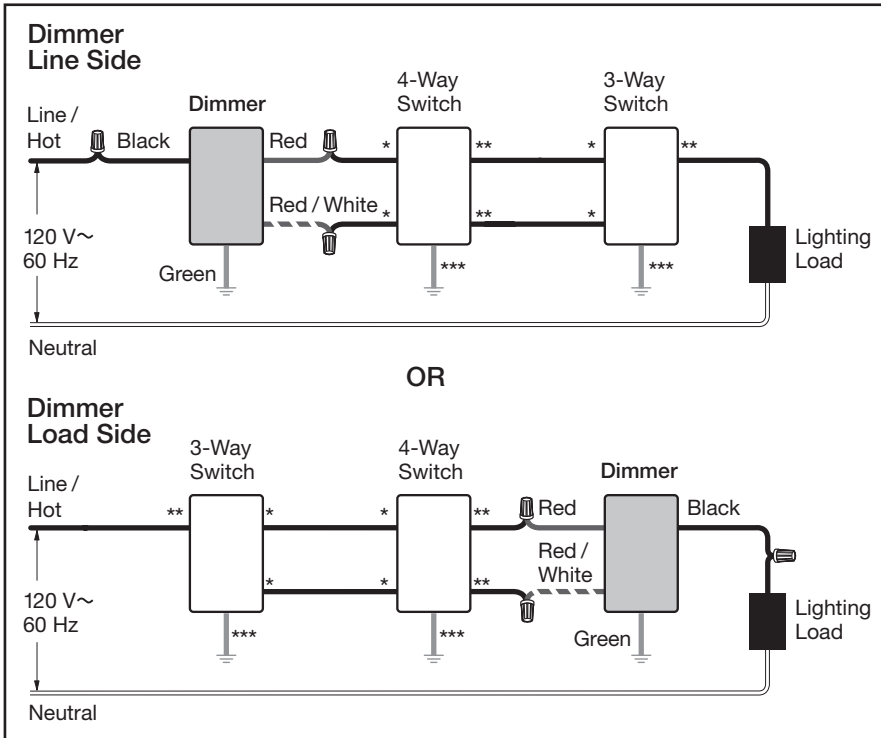 Dimmer
Line Side
4-Way
Switch
3-Way
Switch
Dimmer
Line /
Hot
Black
Red
*
**
*
**
Red / White
*
**
*
120 V~
60 Hz
Green
***
***
Lighting
Load
Neutral
OR
Dimmer
Load Side
3-Way
Switch
4-Way
Switch
Dimmer
Line /
Hot
**
*
*
**
Red
Black
Red /
White
*
*
**
120 V~
60 Hz
***
***
Green
Lighting
Load
Neutral